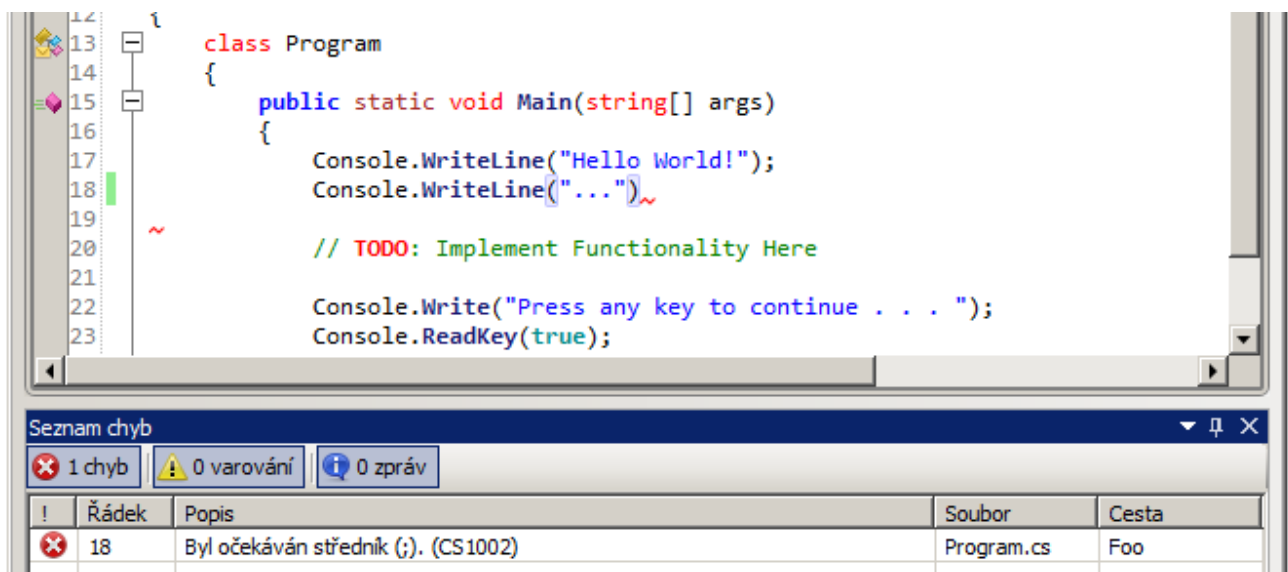 12 {
13 class Program
14 {
15 public static void Main(string[] args)
16 {
17 Console.WriteLine("Hello World!");
18 Console.WriteLine("...")
19
20 // TODO: Implement Functionality Here
21
22 Console.Write("Press any key to continue . . . ");
23 Console.ReadKey(true);
Seznam chyb
1 chyb 0 varování 0 zpráv
! Řádek Popis Soubor Cesta
18 Byl očekáván středník (;). (CS1002) Program.cs Foo